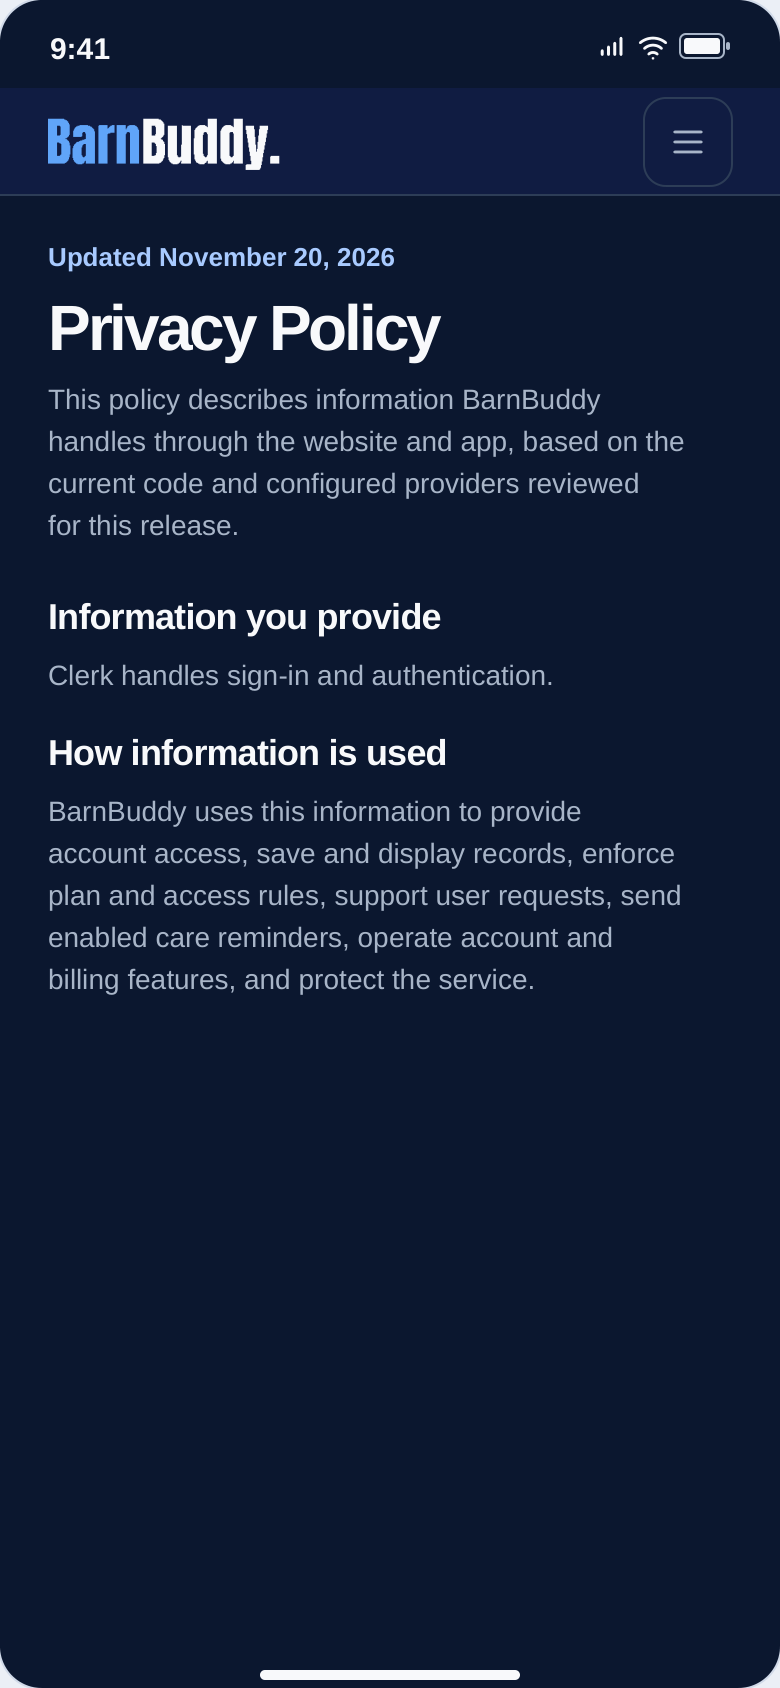 9:41
BarnBuddy.
Updated November 20, 2026
Privacy Policy
This policy describes information BarnBuddy
handles through the website and app, based on the
current code and configured providers reviewed
for this release.
Information you provide
Clerk handles sign-in and authentication.
How information is used
BarnBuddy uses this information to provide
account access, save and display records, enforce
plan and access rules, support user requests, send
enabled care reminders, operate account and
billing features, and protect the service.